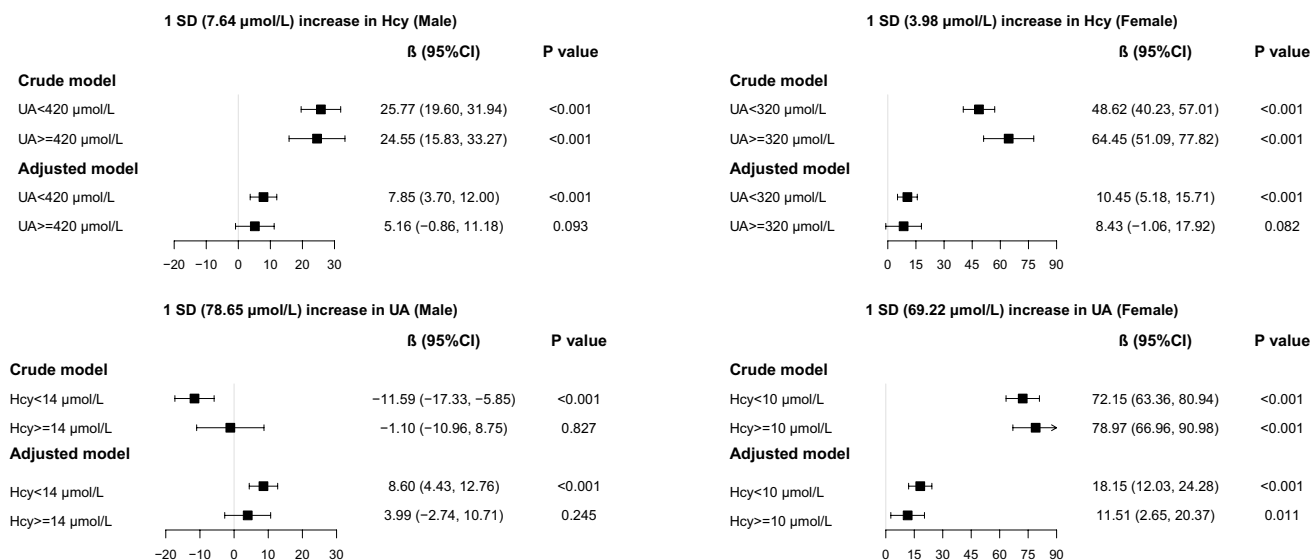 1 SD (7.64 µmol/L) increase in Hcy (Male)
ß (95%CI) P value
Crude model
UA<420 µmol/L 25.77 (19.60, 31.94) <0.001
UA>=420 µmol/L 24.55 (15.83, 33.27) <0.001
Adjusted model
UA<420 µmol/L 7.85 (3.70, 12.00) <0.001
UA>=420 µmol/L 5.16 (−0.86, 11.18) 0.093
−20 −10 0 10 20 30
1 SD (3.98 µmol/L) increase in Hcy (Female)
ß (95%CI) P value
Crude model
UA<320 µmol/L 48.62 (40.23, 57.01) <0.001
UA>=320 µmol/L 64.45 (51.09, 77.82) <0.001
Adjusted model
UA<320 µmol/L 10.45 (5.18, 15.71) <0.001
UA>=320 µmol/L 8.43 (−1.06, 17.92) 0.082
0 15 30 45 60 75 90
1 SD (78.65 µmol/L) increase in UA (Male)
ß (95%CI) P value
Crude model
Hcy<14 µmol/L −11.59 (−17.33, −5.85) <0.001
Hcy>=14 µmol/L −1.10 (−10.96, 8.75) 0.827
Adjusted model
Hcy<14 µmol/L 8.60 (4.43, 12.76) <0.001
Hcy>=14 µmol/L 3.99 (−2.74, 10.71) 0.245
−20 −10 0 10 20 30
1 SD (69.22 µmol/L) increase in UA (Female)
ß (95%CI) P value
Crude model
Hcy<10 µmol/L 72.15 (63.36, 80.94) <0.001
Hcy>=10 µmol/L 78.97 (66.96, 90.98) <0.001
Adjusted model
Hcy<10 µmol/L 18.15 (12.03, 24.28) <0.001
Hcy>=10 µmol/L 11.51 (2.65, 20.37) 0.011
0 15 30 45 60 75 90